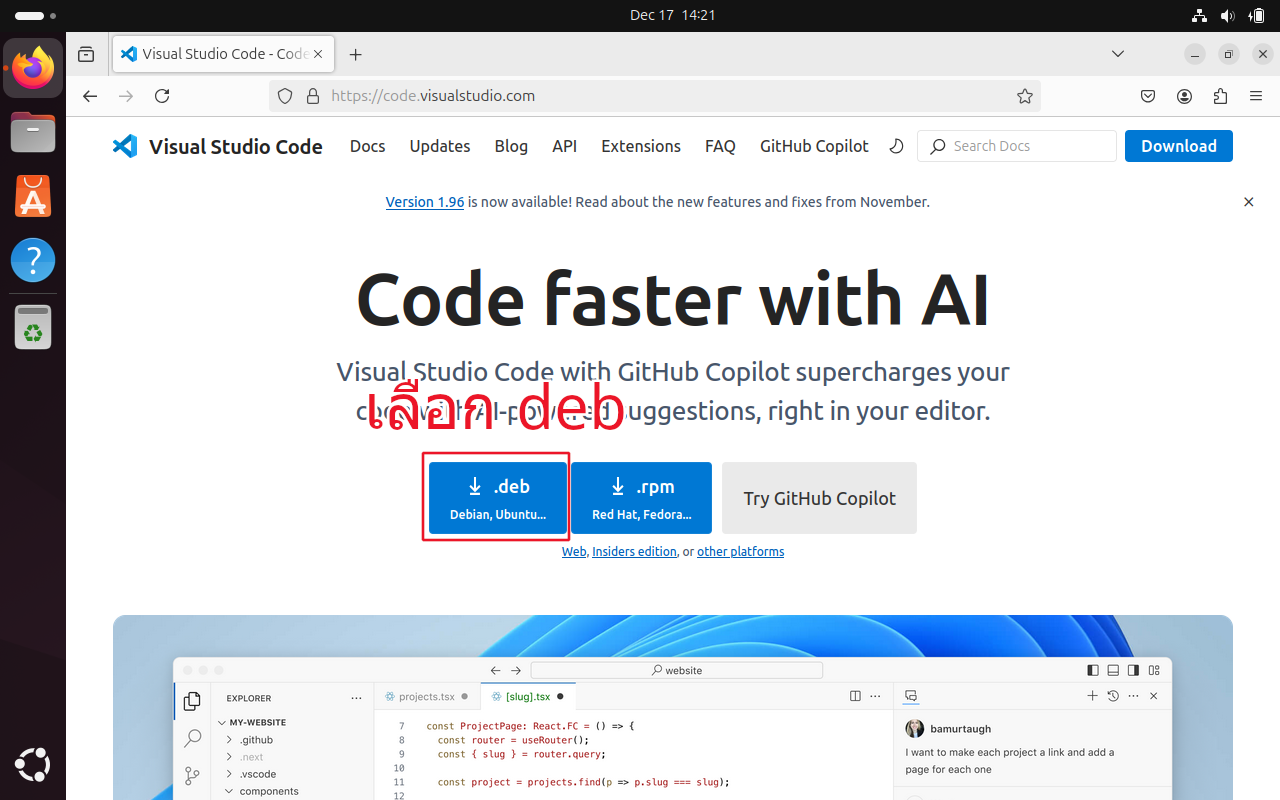 Dec 17 14:21
Visual Studio Code - Code
https://code.visualstudio.com
Visual Studio Code
Docs
Updates
Blog
API
Extensions
FAQ
GitHub Copilot
Search Docs
Download
Version 1.96 is now available! Read about the new features and fixes from November.
Code faster with AI
Visual Studio Code with GitHub Copilot supercharges your
code with AI-powered suggestions, right in your editor.
เลือก deb
.deb
Debian, Ubuntu...
.rpm
Red Hat, Fedora...
Try GitHub Copilot
Web, Insiders edition, or other platforms
website
EXPLORER
projects.tsx
[slug].tsx
MY-WEBSITE
.github
.next
.vscode
components
7 const ProjectPage: React.FC = () => {
8 const router = useRouter();
9 const { slug } = router.query;
10
11 const project = projects.find(p => p.slug === slug);
12
bamurtaugh
I want to make each project a link and add a
page for each one